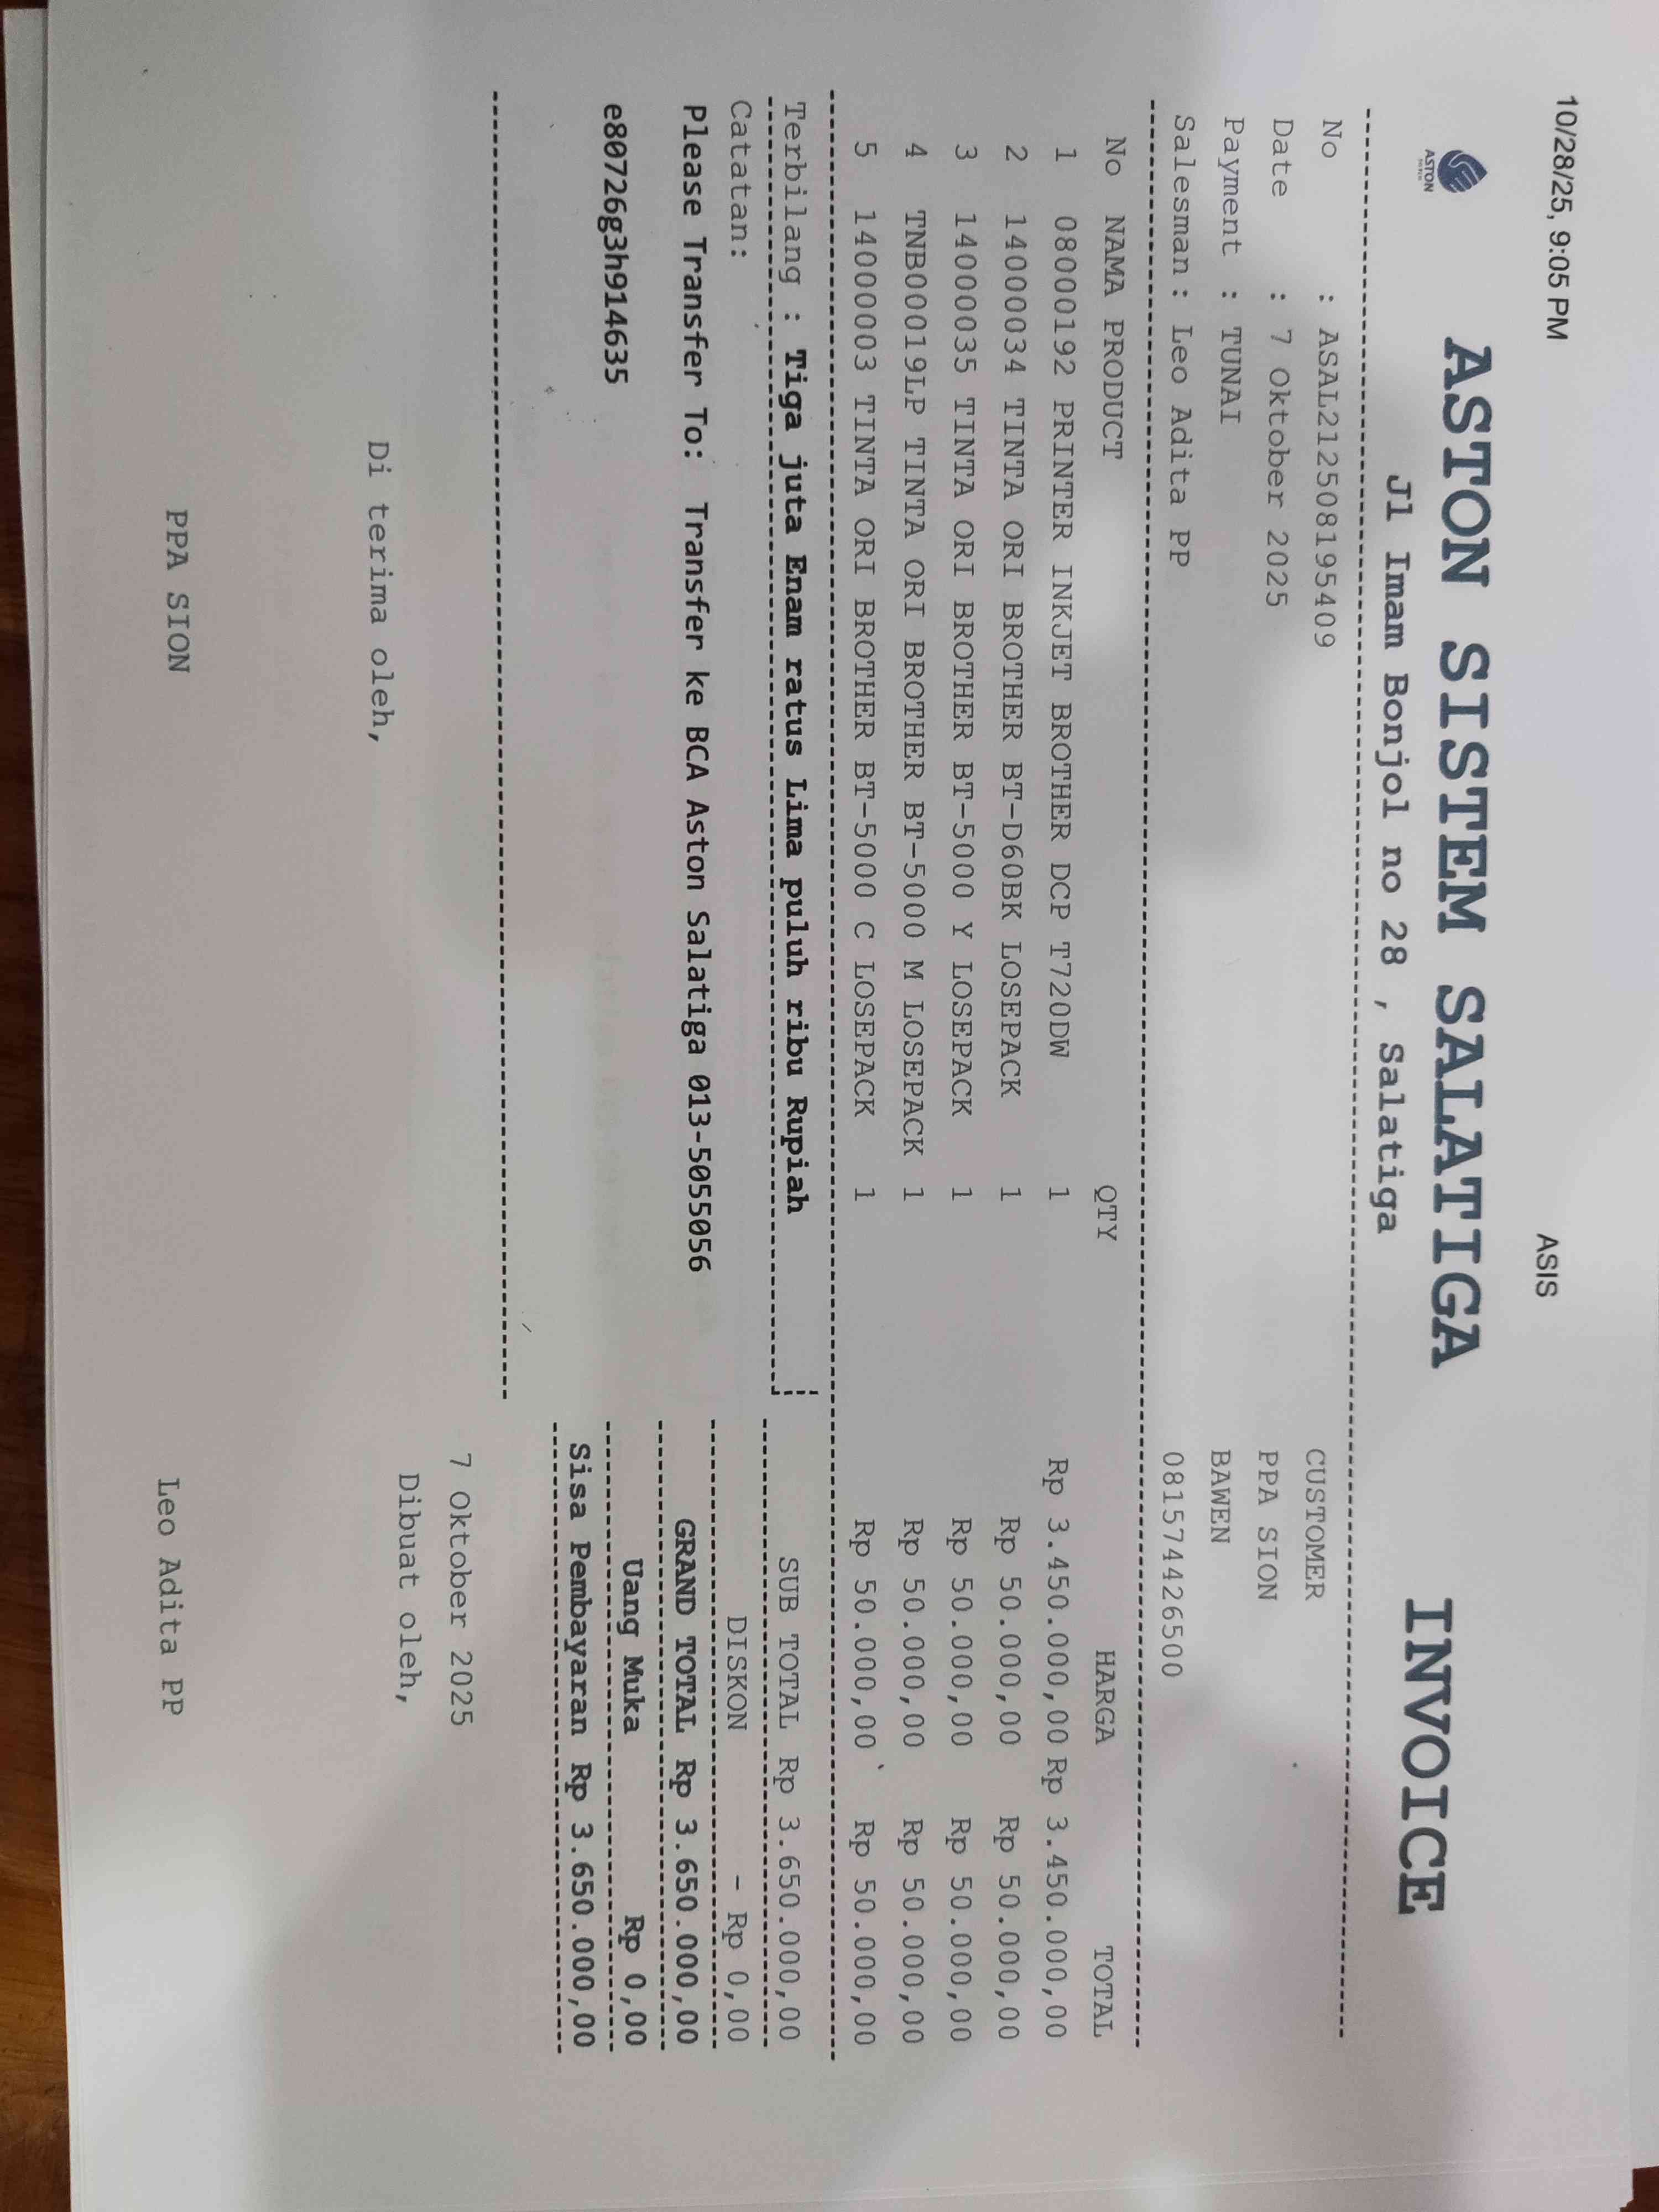 10/28/25, 9:05 PM ASIS
ASTON
ASTON SISTEM SALATIGA INVOICE
Jl Imam Bonjol no 28 , Salatiga
No : ASAL2125081954​09 CUSTOMER
Date : 7 Oktober 2025 PPA SION
Payment : TUNAI BAWEN
Salesman : Leo Adita PP 081574426500
No NAMA PRODUCT QTY HARGA TOTAL
1 08000192 PRINTER INKJET BROTHER DCP T720DW 1 Rp 3.450.000,00 Rp 3.450.000,00
2 14000034 TINTA ORI BROTHER BT-D60BK LOSEPACK 1 Rp 50.000,00 Rp 50.000,00
3 14000035 TINTA ORI BROTHER BT-5000 Y LOSEPACK 1 Rp 50.000,00 Rp 50.000,00
4 TNB00019LP TINTA ORI BROTHER BT-5000 M LOSEPACK 1 Rp 50.000,00 Rp 50.000,00
5 14000003 TINTA ORI BROTHER BT-5000 C LOSEPACK 1 Rp 50.000,00 Rp 50.000,00
Terbilang : Tiga juta Enam ratus Lima puluh ribu Rupiah SUB TOTAL Rp 3.650.000,00
Catatan: DISKON - Rp 0,00
Please Transfer To: Transfer ke BCA Aston Salatiga 013-5055056 GRAND TOTAL Rp 3.650.000,00
e80726g3h914635 Uang Muka Rp 0,00
Sisa Pembayaran Rp 3.650.000,00
7 Oktober 2025
Di terima oleh, Dibuat oleh,
PPA SION Leo Adita PP